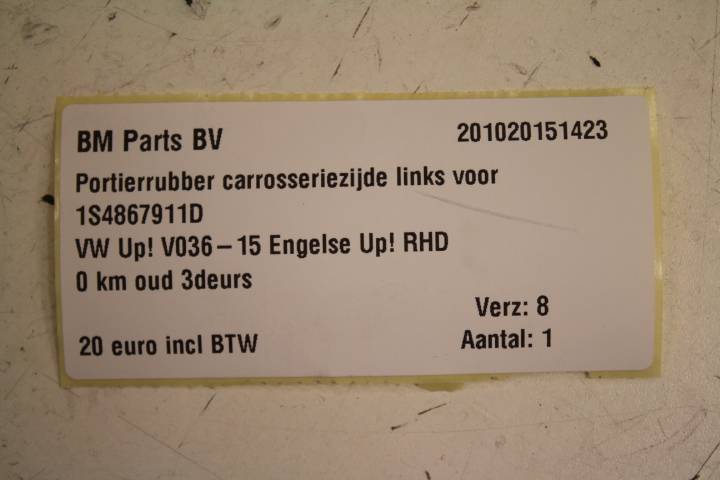 BM Parts BV 201020151423
Portierrubber carrosseriezijde links voor
1S4867911D
VW Up! V036 – 15 Engelse Up! RHD
0 km oud 3deurs
Verz: 8
20 euro incl BTW Aantal: 1